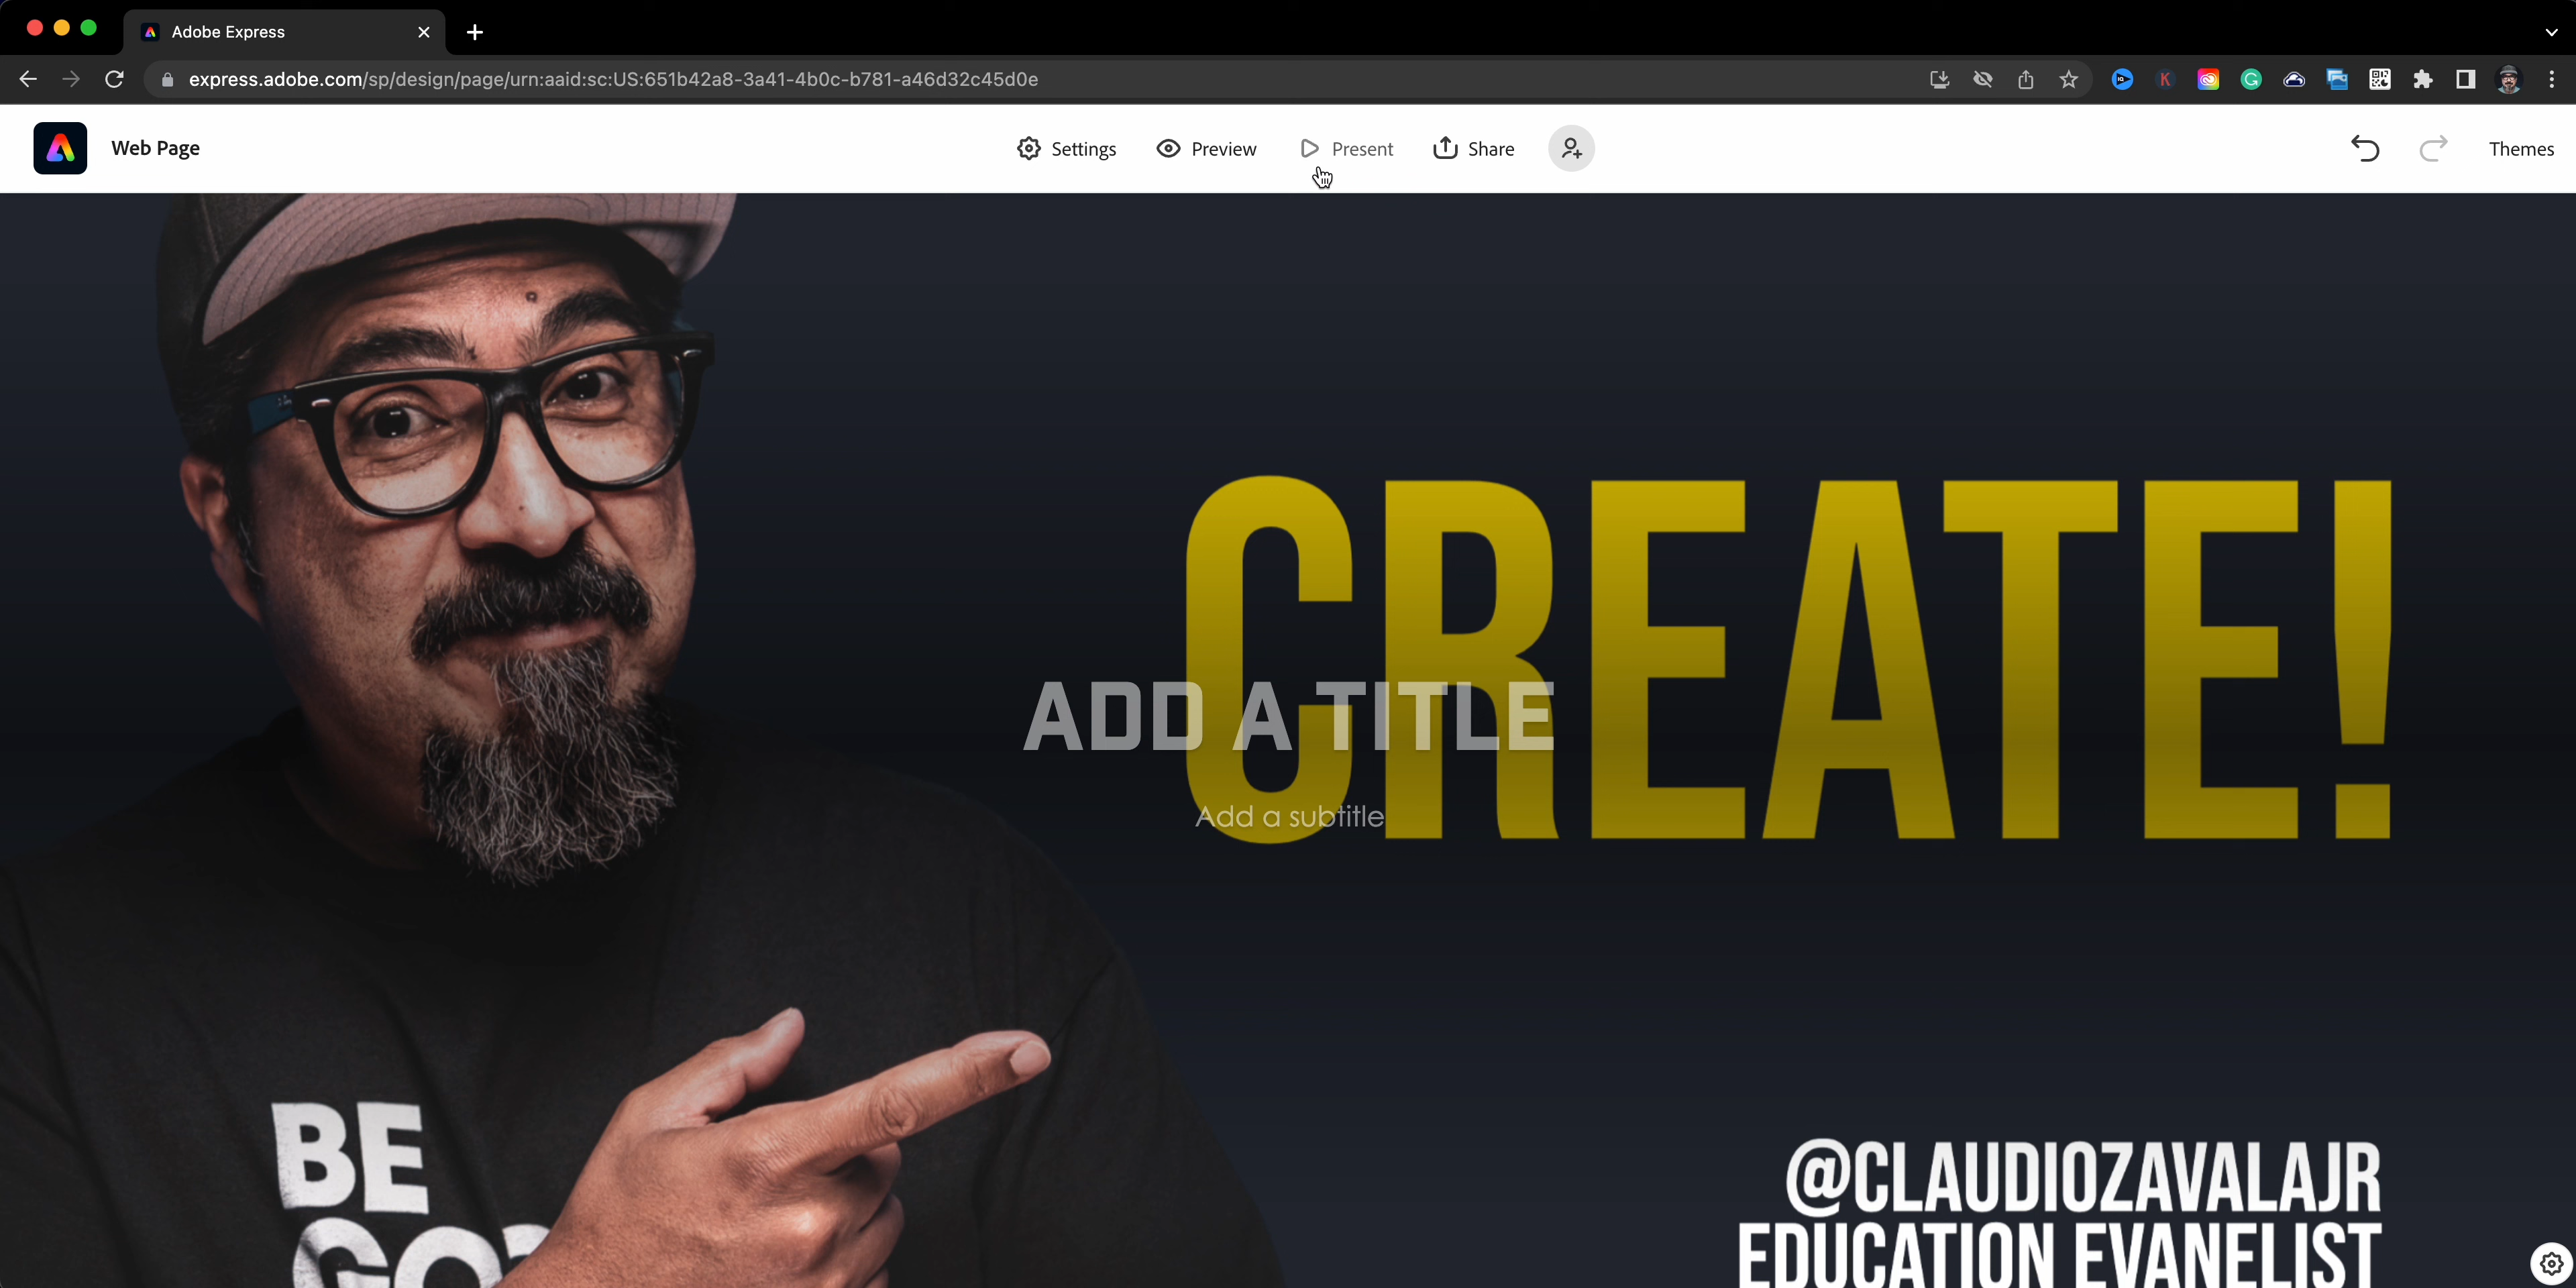 Adobe Express
express.adobe.com/sp/design/page/urn:aaid:sc:US:651b42a8-3a41-4b0c-b781-a46d32c45d0e
Web Page
Settings
Preview
Present
Share
Themes
CREATE!
ADD A TITLE
Add a subtitle
BE
@CLAUDIOZAVALAJR
EDUCATION EVANELIST